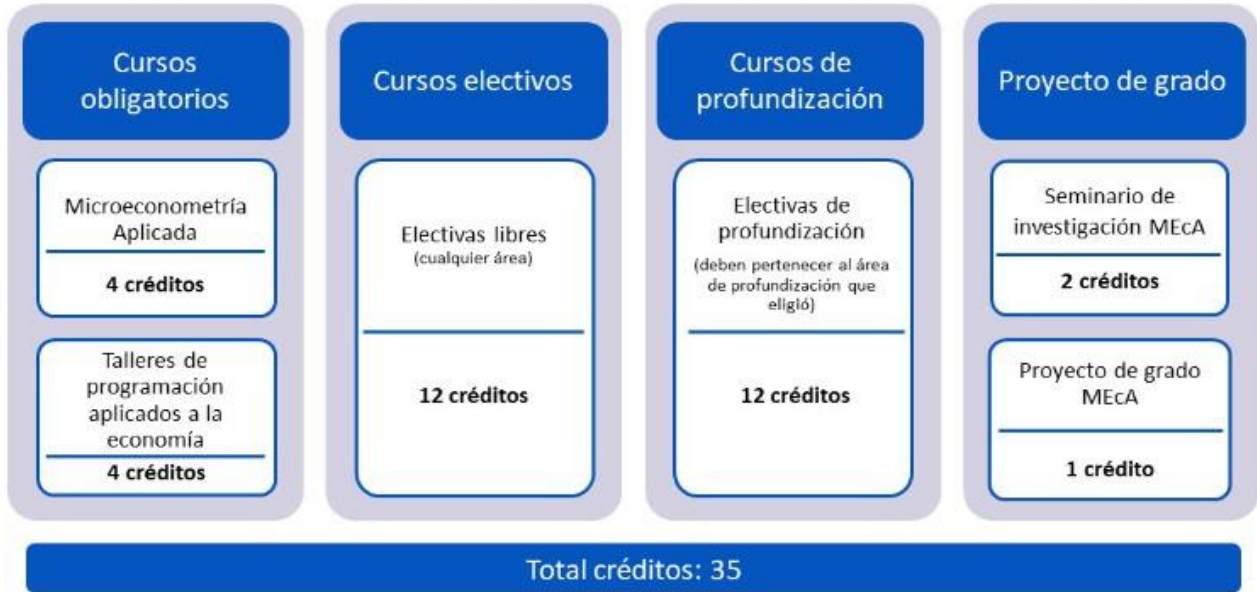 Cursos
obligatorios
Microeconometría
Aplicada
4 créditos
Talleres de
programación
aplicados a la
economía
4 créditos
Cursos electivos
Electivas libres
(cualquier área)
12 créditos
Cursos de
profundización
Electivas de
profundización
(deben pertenecer al área
de profundización que
eligió)
12 créditos
Proyecto de grado
Seminario de
investigación MEcA
2 créditos
Proyecto de grado
MEcA
1 crédito
Total créditos: 35